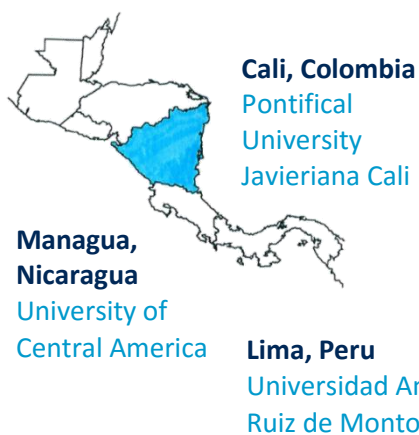 Cali, Colombia
Pontifical
University
Javieriana Cali
Managua,
Nicaragua
University of
Central America
Lima, Peru
Universidad
Ruiz de